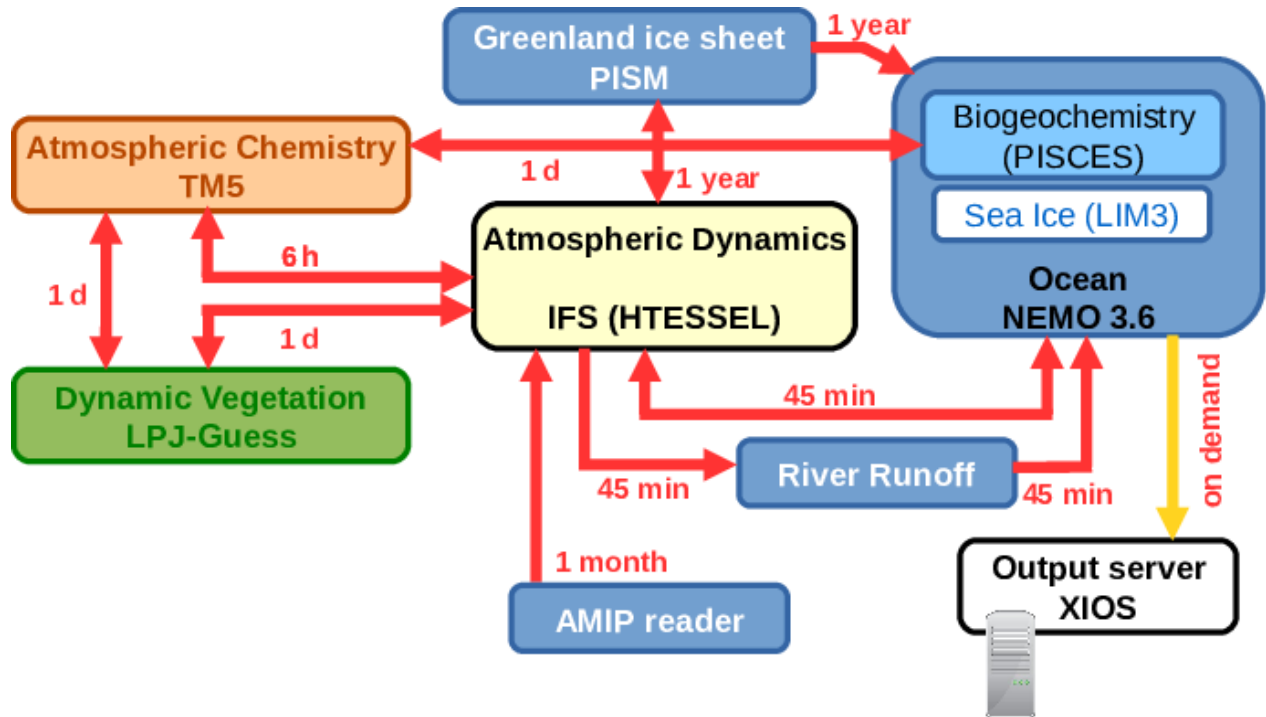 Greenland ice sheet
PISM
1 year
Biogeochemistry
(PISCES)
Sea Ice (LIM3)
Ocean
NEMO 3.6
Atmospheric Chemistry
TM5
1 d
1 year
Atmospheric Dynamics
IFS (HTESSEL)
6 h
1 d
1 d
Dynamic Vegetation
LPJ-Guess
45 min
45 min
River Runoff
45 min
on demand
1 month
AMIP reader
Output server
XIOS